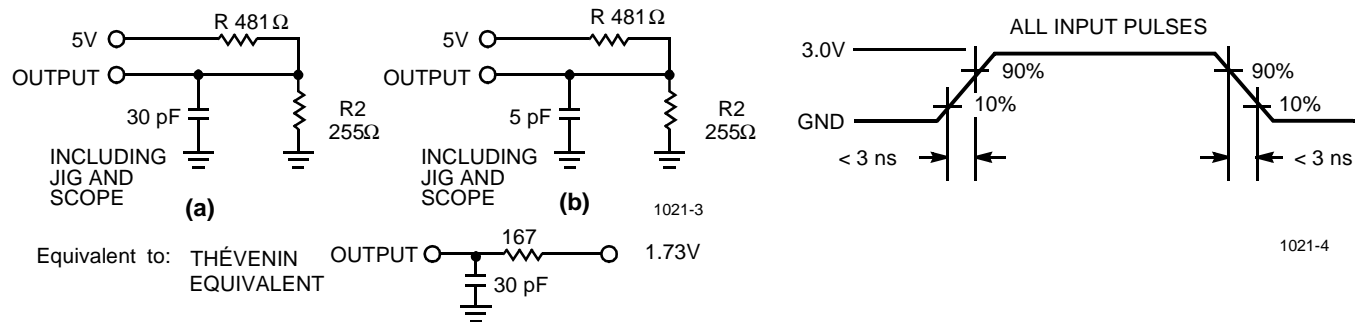 R 481Ω
5V
OUTPUT
30 pF
R2
255Ω
INCLUDING
JIG AND
SCOPE
(a)
R 481Ω
5V
OUTPUT
5 pF
R2
255Ω
INCLUDING
JIG AND
SCOPE
(b)
1021-3
Equivalent to:
THÉVENIN
EQUIVALENT
OUTPUT
167
1.73V
30 pF
ALL INPUT PULSES
3.0V
90%
90%
10%
10%
GND
< 3 ns
< 3 ns
1021-4